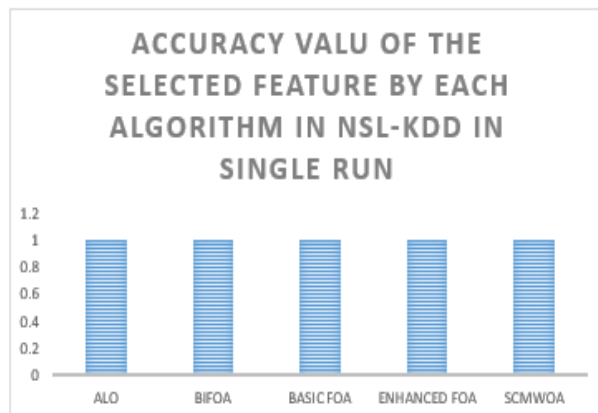 ACCURACY VALU OF THE
SELECTED FEATURE BY EACH
ALGORITHM IN NSL-KDD IN
SINGLE RUN
1.2
1
0.8
0.6
0.4
0.2
0
ALO BIFOA BASIC FOA ENHANCED FOA SCMWOA